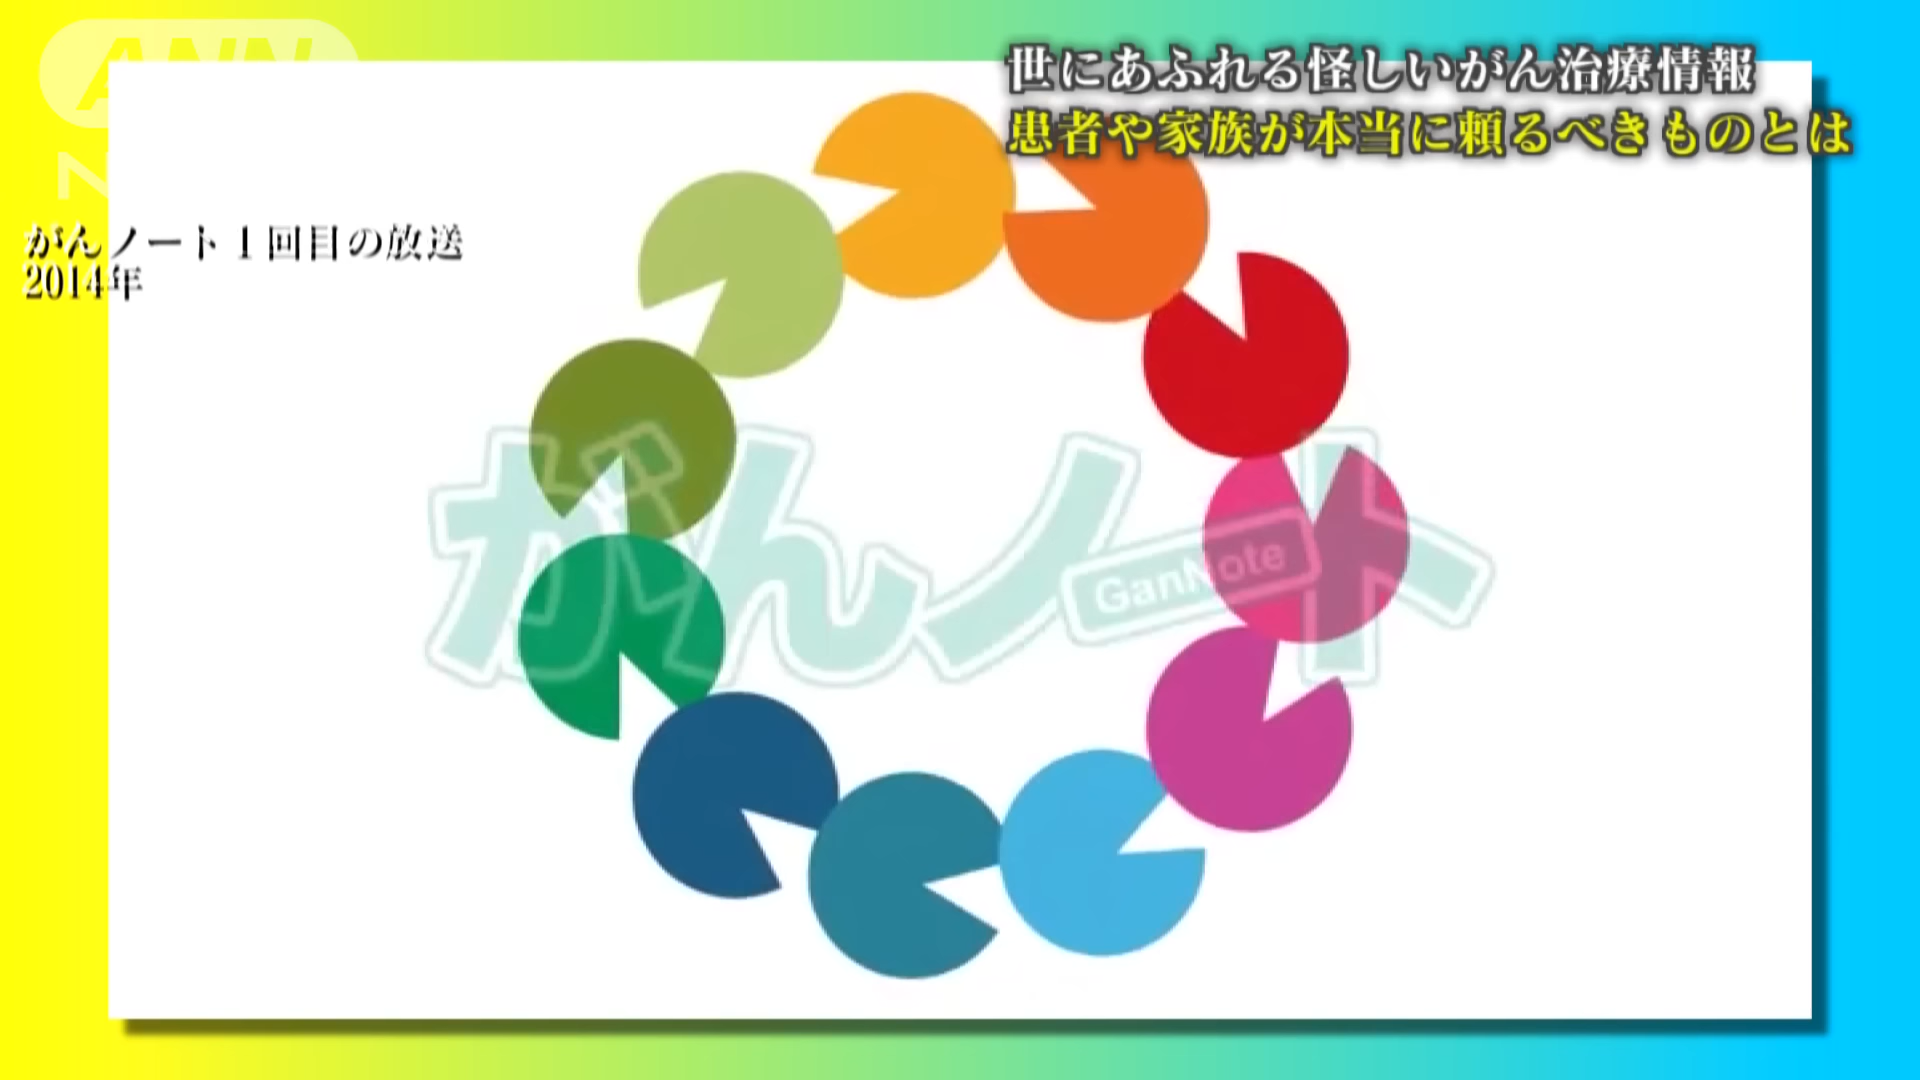 ANN
N
世にあふれる怪しいがん治療情報
患者や家族が本当に頼るべきものとは
がんノート1回目の放送
2014年
がんノート
GanNote